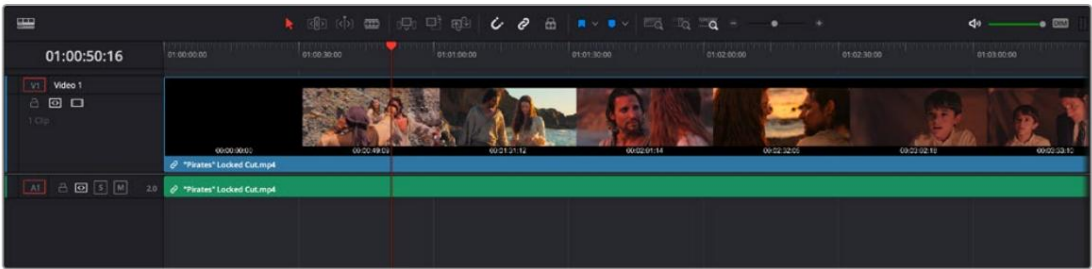 DIM
01:00:50:16
01:00:00:00
01:00:30:00
01:01:00:00
01:01:30:00
01:02:00:00
01:02:30:00
01:03:00:00
V1 Video 1
1 Clip
00:00:00:00
00:00:49:09
00:01:31:12
00:02:01:14
00:02:32:05
00:03:02:18
00:03:33:10
"Pirates" Locked Cut.mp4
A1 S M 2.0
"Pirates" Locked Cut.mp4